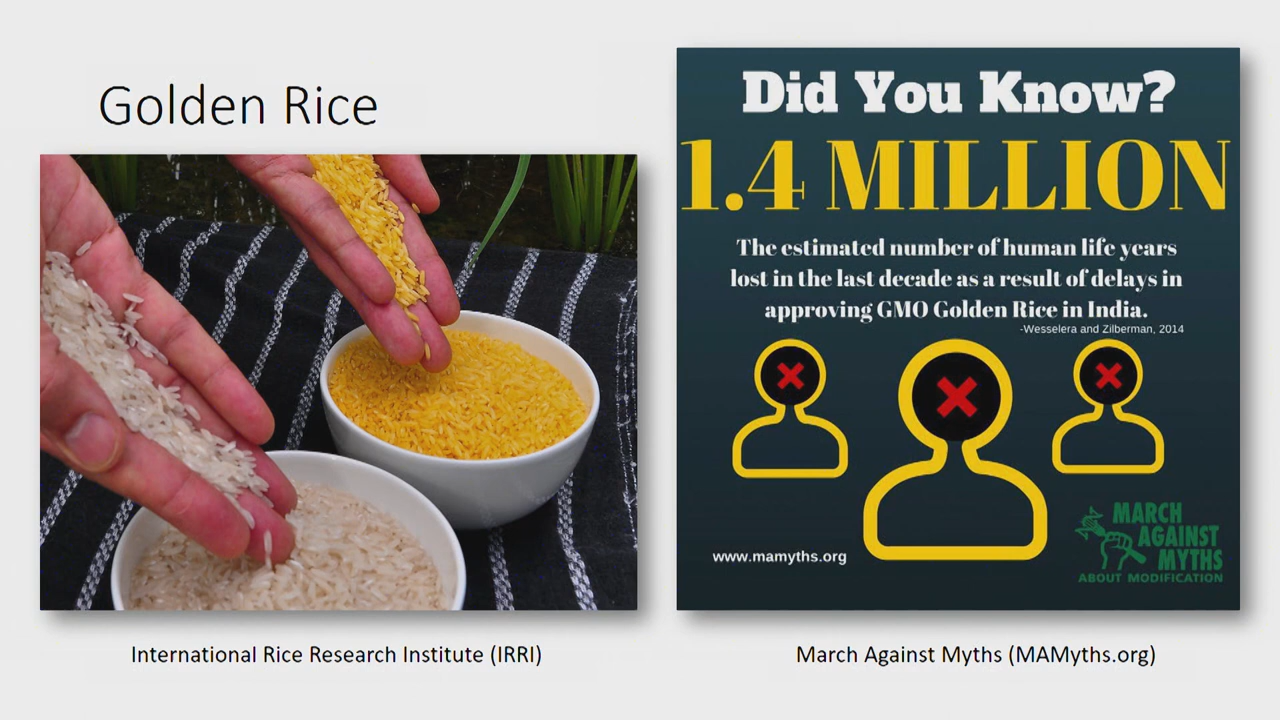 Golden Rice
International Rice Research Institute (IRRI)
Did You Know?
1.4 MILLION
The estimated number of human life years
lost in the last decade as a result of delays in
approving GMO Golden Rice in India.
-Wesselera and Zilberman, 2014
www.mamyths.org
MARCH
AGAINST
MYTHS
ABOUT MODIFICATION
March Against Myths (MAMyths.org)